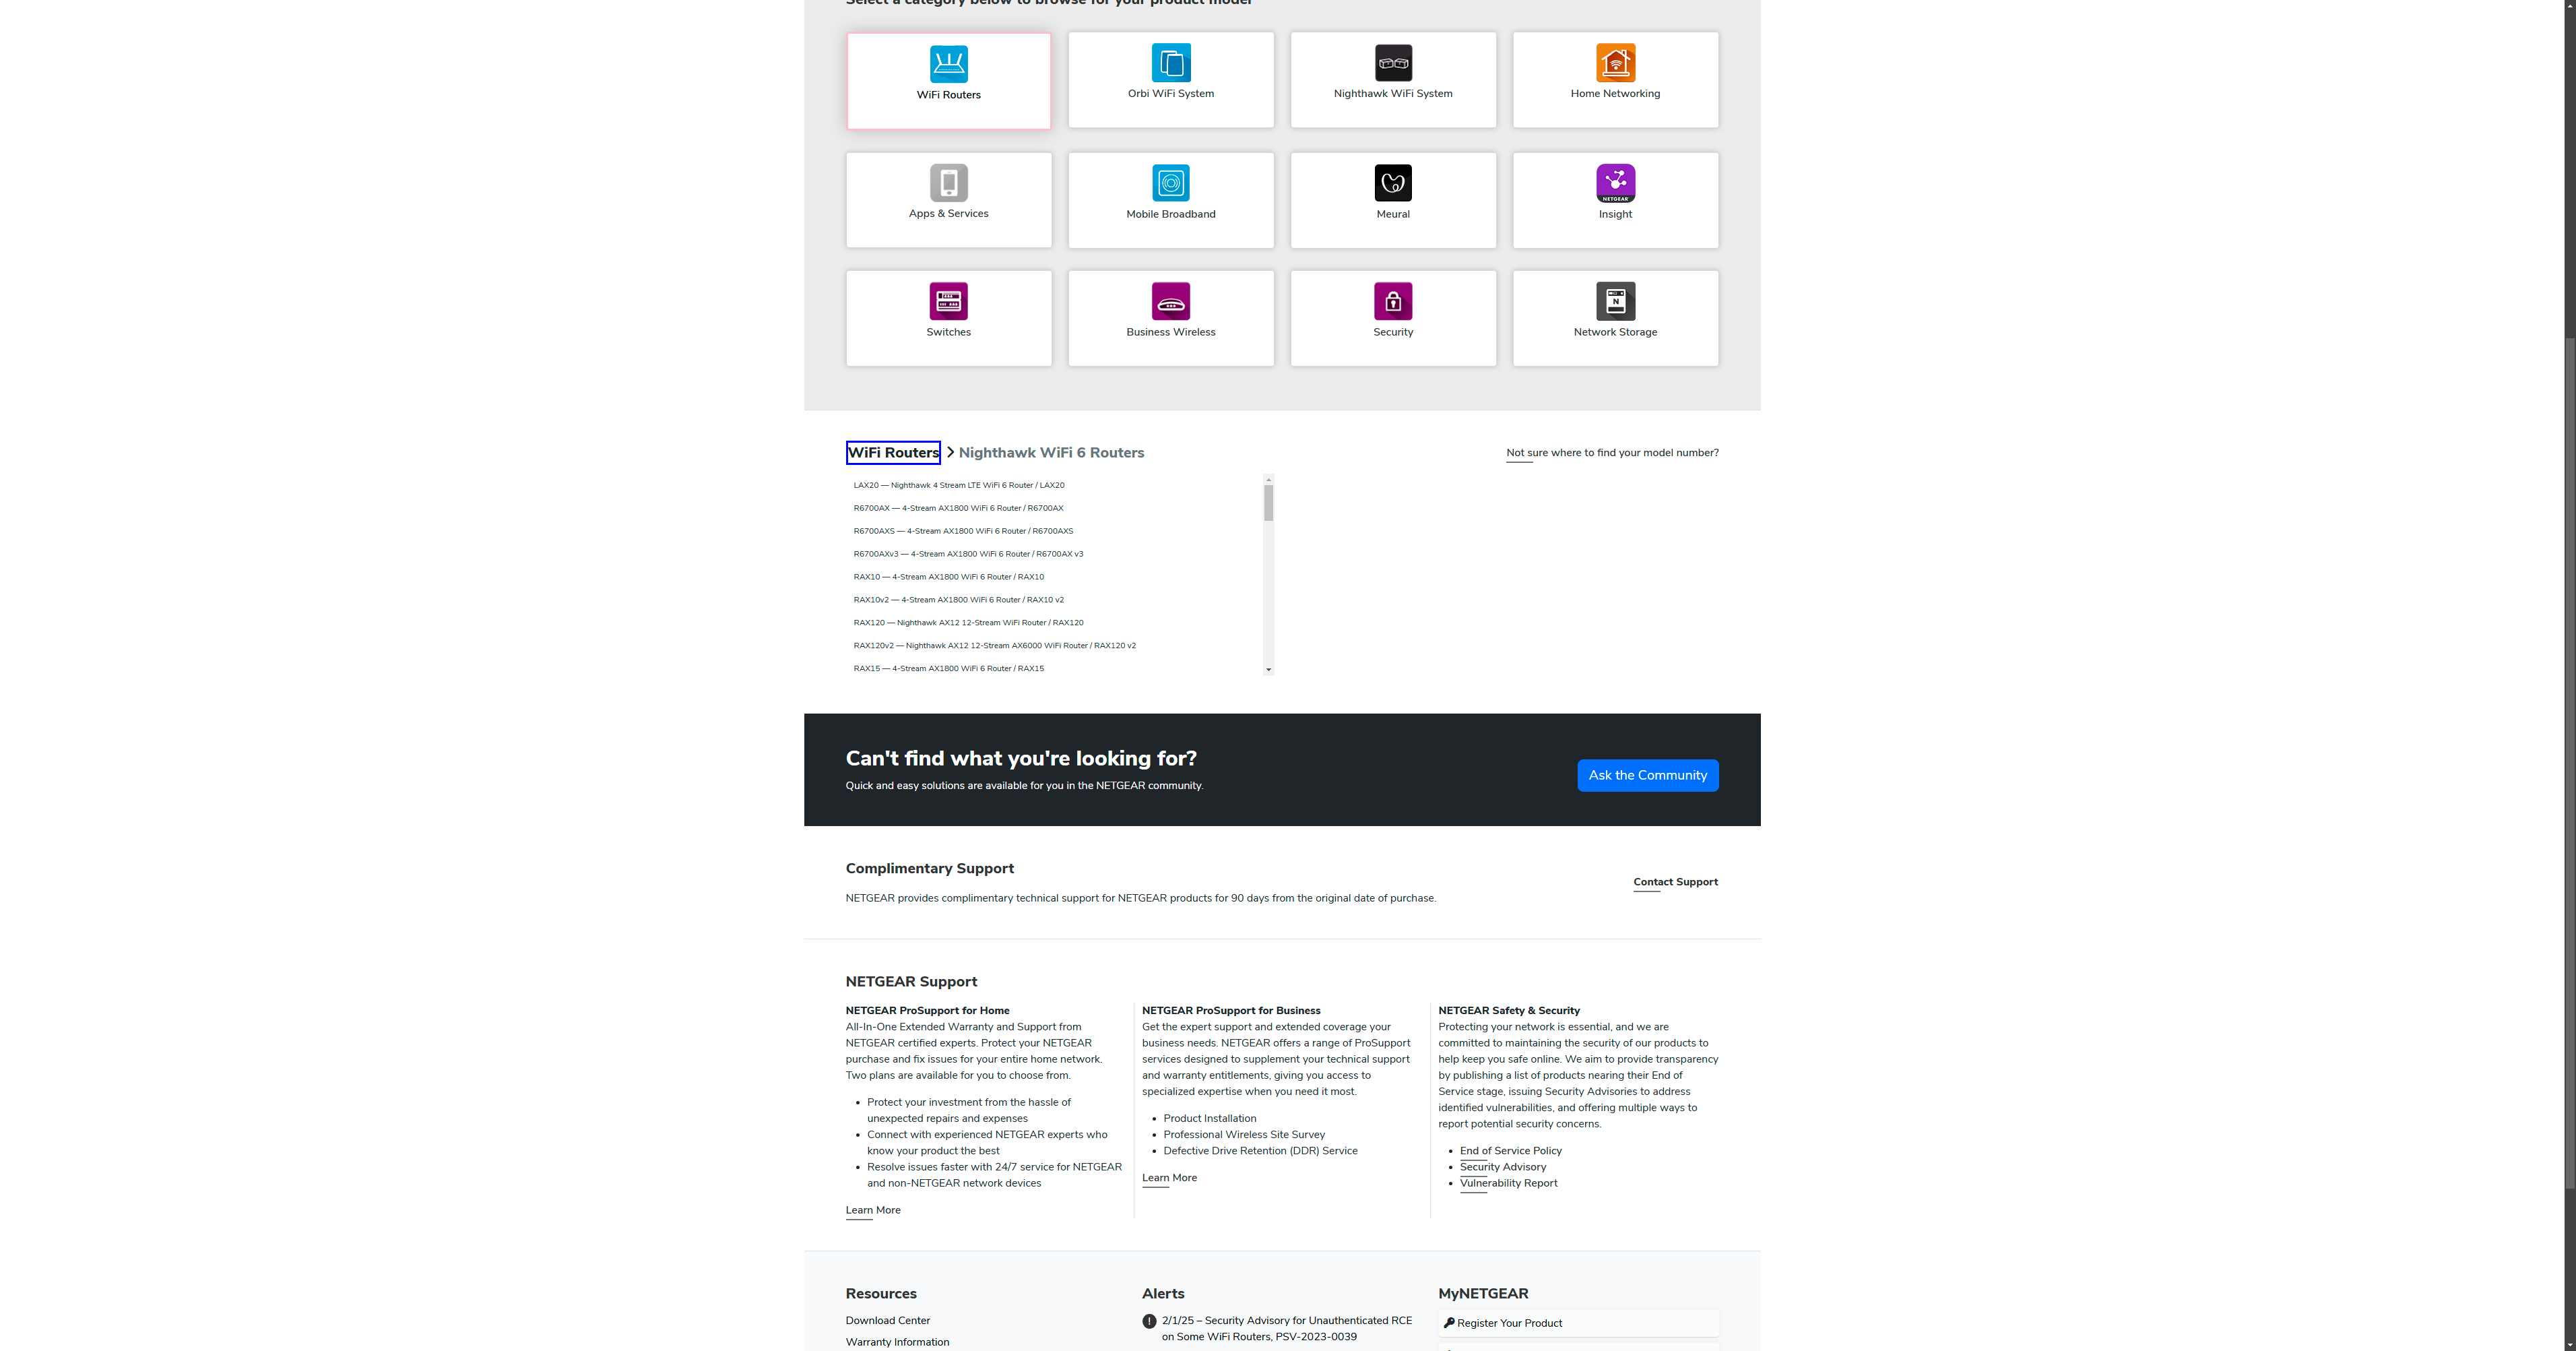 Select a category below to browse for your product model
WiFi Routers
Orbi WiFi System
Nighthawk WiFi System
Home Networking
Apps & Services
Mobile Broadband
Meural
NETGEAR
Insight
Switches
Business Wireless
Security
N
Network Storage
WiFi Routers > Nighthawk WiFi 6 Routers
Not sure where to find your model number?
LAX20 — Nighthawk 4 Stream LTE WiFi 6 Router / LAX20
R6700AX — 4-Stream AX1800 WiFi 6 Router / R6700AX
R6700AXS — 4-Stream AX1800 WiFi 6 Router / R6700AXS
R6700AXv3 — 4-Stream AX1800 WiFi 6 Router / R6700AX v3
RAX10 — 4-Stream AX1800 WiFi 6 Router / RAX10
RAX10v2 — 4-Stream AX1800 WiFi 6 Router / RAX10 v2
RAX120 — Nighthawk AX12 12-Stream WiFi Router / RAX120
RAX120v2 — Nighthawk AX12 12-Stream AX6000 WiFi Router / RAX120 v2
RAX15 — 4-Stream AX1800 WiFi 6 Router / RAX15
Can't find what you're looking for?
Quick and easy solutions are available for you in the NETGEAR community.
Ask the Community
Complimentary Support
NETGEAR provides complimentary technical support for NETGEAR products for 90 days from the original date of purchase.
Contact Support
NETGEAR Support
NETGEAR ProSupport for Home
All-In-One Extended Warranty and Support from
NETGEAR certified experts. Protect your NETGEAR
purchase and fix issues for your entire home network.
Two plans are available for you to choose from.
• Protect your investment from the hassle of
unexpected repairs and expenses
• Connect with experienced NETGEAR experts who
know your product the best
• Resolve issues faster with 24/7 service for NETGEAR
and non-NETGEAR network devices
Learn More
NETGEAR ProSupport for Business
Get the expert support and extended coverage your
business needs. NETGEAR offers a range of ProSupport
services designed to supplement your technical support
and warranty entitlements, giving you access to
specialized expertise when you need it most.
• Product Installation
• Professional Wireless Site Survey
• Defective Drive Retention (DDR) Service
Learn More
NETGEAR Safety & Security
Protecting your network is essential, and we are
committed to maintaining the security of our products to
help keep you safe online. We aim to provide transparency
by publishing a list of products nearing their End of
Service stage, issuing Security Advisories to address
identified vulnerabilities, and offering multiple ways to
report potential security concerns.
• End of Service Policy
• Security Advisory
• Vulnerability Report
Resources
Download Center
Warranty Information
Alerts
2/1/25 – Security Advisory for Unauthenticated RCE
on Some WiFi Routers, PSV-2023-0039
MyNETGEAR
Register Your Product